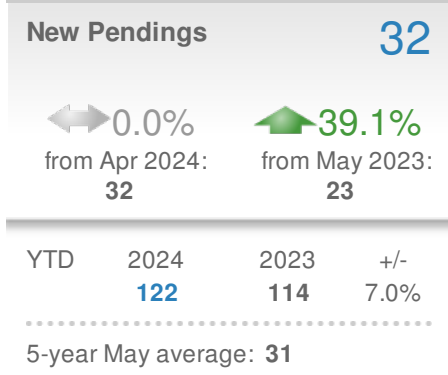 New Pendings 32
0.0% 39.1%
from Apr 2024: from May 2023:
32 23
YTD 2024 2023 +/-
122 114 7.0%
5-year May average: 31